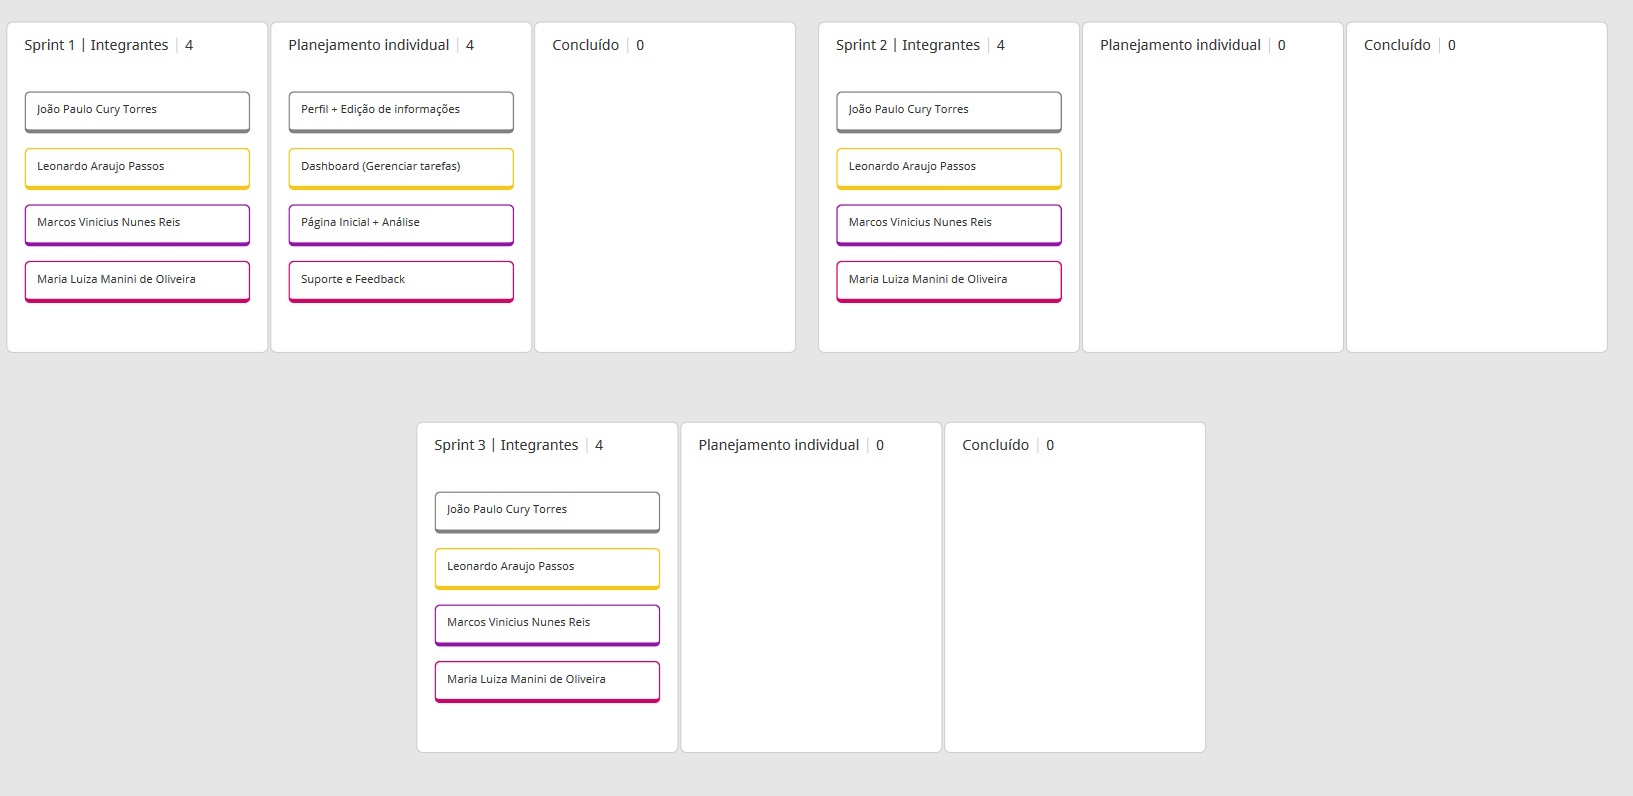 Sprint 1 | Integrantes | 4
João Paulo Cury Torres
Leonardo Araujo Passos
Marcos Vinicius Nunes Reis
Maria Luiza Manini de Oliveira
Planejamento individual | 4
Perfil + Edição de informações
Dashboard (Gerenciar tarefas)
Página Inicial + Análise
Suporte e Feedback
Concluído | 0
Sprint 2 | Integrantes | 4
João Paulo Cury Torres
Leonardo Araujo Passos
Marcos Vinicius Nunes Reis
Maria Luiza Manini de Oliveira
Planejamento individual | 0
Concluído | 0
Sprint 3 | Integrantes | 4
João Paulo Cury Torres
Leonardo Araujo Passos
Marcos Vinicius Nunes Reis
Maria Luiza Manini de Oliveira
Planejamento individual | 0
Concluído | 0